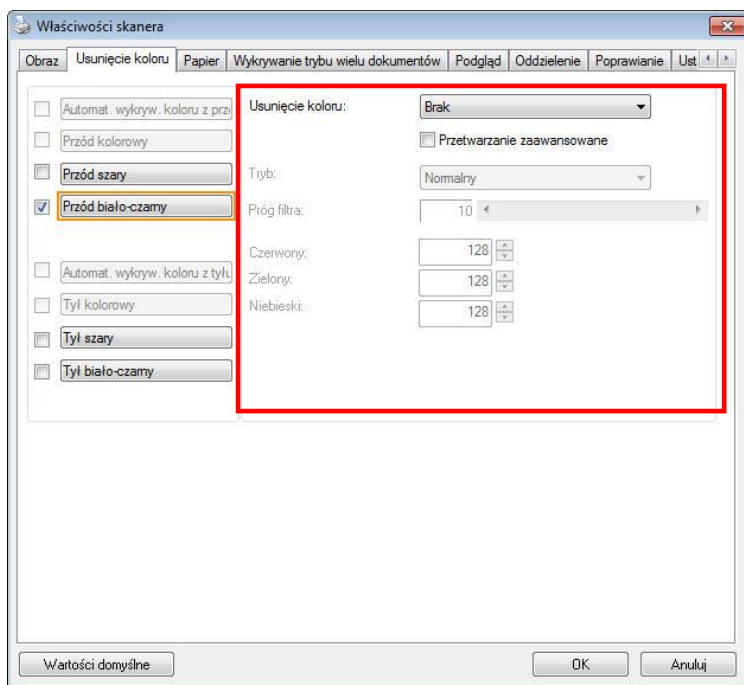 Właściwości skanera
Obraz Usunięcie koloru Papier Wykrywanie trybu wielu dokumentów Podgląd Oddzielenie Poprawianie Ust
Automat. wykryw. koloru z prz
Przód kolorowy
Przód szary
Przód biało-czarny
Automat. wykryw. koloru z tyłu
Tył kolorowy
Tył szary
Tył biało-czarny
Usunięcie koloru: Brak
Przetwarzanie zaawansowane
Tryb: Normalny
Próg filtra: 10
Czerwony: 128
Zielony: 128
Niebieski: 128
Wartości domyślne OK Anuluj